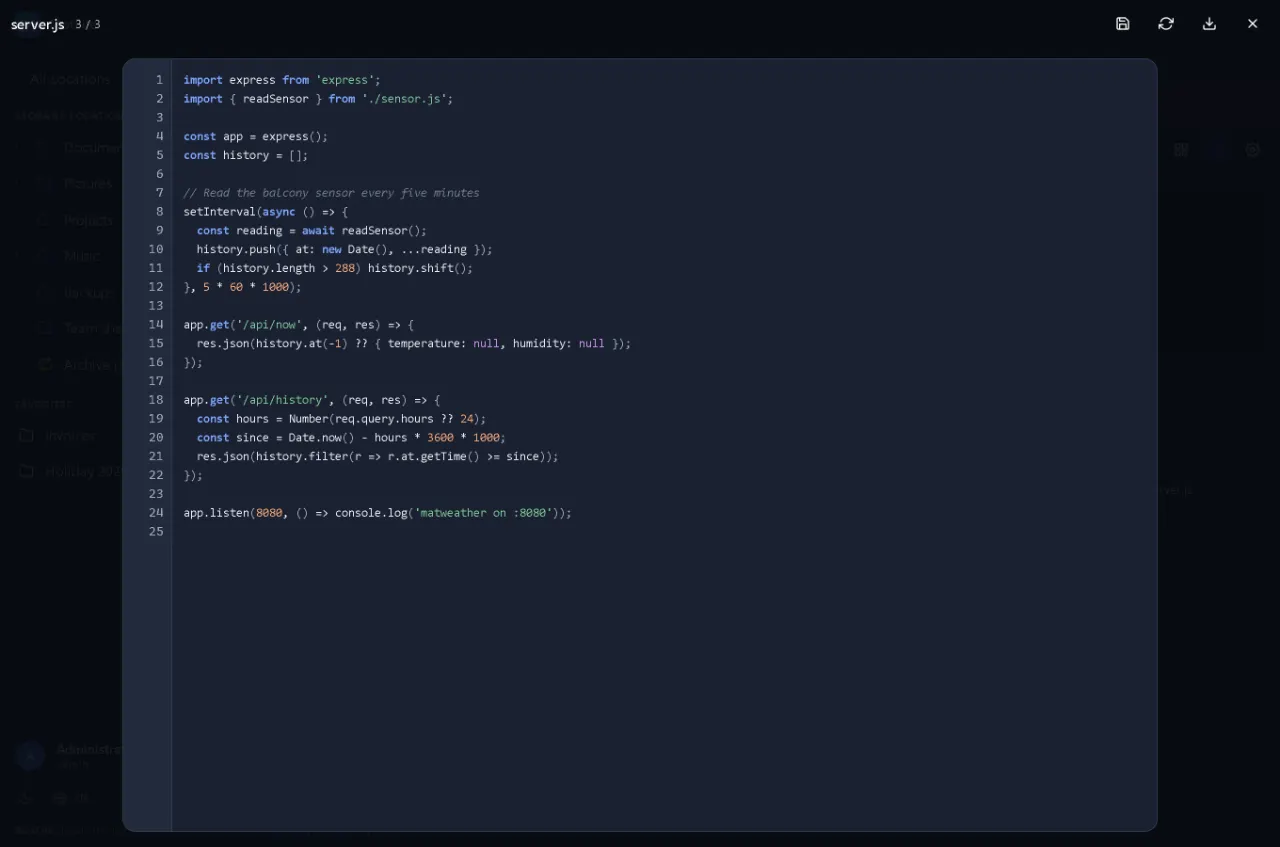 server.js 3 / 3
All Locations
Pictures
Projects
Music
Backups
1 import express from 'express';
2 import { readSensor } from './sensor.js';
3
4 const app = express();
5 const history = [];
6
7 // Read the balcony sensor every five minutes
8 setInterval(async () => {
9 const reading = await readSensor();
10 history.push({ at: new Date(), ...reading });
11 if (history.length > 288) history.shift();
12 }, 5 * 60 * 1000);
13
14 app.get('/api/now', (req, res) => {
15 res.json(history.at(-1) ?? { temperature: null, humidity: null });
16 });
17
18 app.get('/api/history', (req, res) => {
19 const hours = Number(req.query.hours ?? 24);
20 const since = Date.now() - hours * 3600 * 1000;
21 res.json(history.filter(r => r.at.getTime() >= since));
22 });
23
24 app.listen(8080, () => console.log('matweather on :8080'));
25